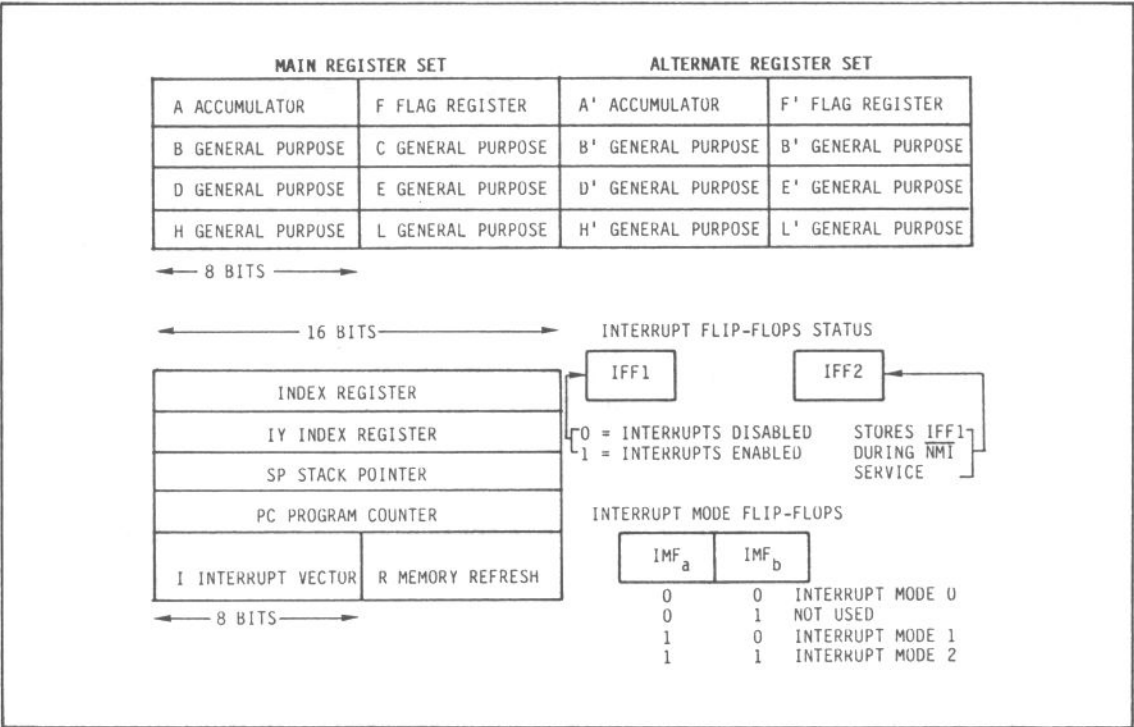 MAIN REGISTER SET ALTERNATE REGISTER SET
A ACCUMULATOR F FLAG REGISTER A' ACCUMULATOR F' FLAG REGISTER
B GENERAL PURPOSE C GENERAL PURPOSE B' GENERAL PURPOSE B' GENERAL PURPOSE
D GENERAL PURPOSE E GENERAL PURPOSE D' GENERAL PURPOSE E' GENERAL PURPOSE
H GENERAL PURPOSE L GENERAL PURPOSE H' GENERAL PURPOSE L' GENERAL PURPOSE
8 BITS
16 BITS
INDEX REGISTER
IY INDEX REGISTER
SP STACK POINTER
PC PROGRAM COUNTER
I INTERRUPT VECTOR R MEMORY REFRESH
8 BITS
INTERRUPT FLIP-FLOPS STATUS
IFF1 IFF2
0 = INTERRUPTS DISABLED
1 = INTERRUPTS ENABLED
STORES IFF1
DURING NMI
SERVICE
INTERRUPT MODE FLIP-FLOPS
IMFa IMFb
0 0 INTERRUPT MODE 0
0 1 NOT USED
1 0 INTERRUPT MODE 1
1 1 INTERRUPT MODE 2